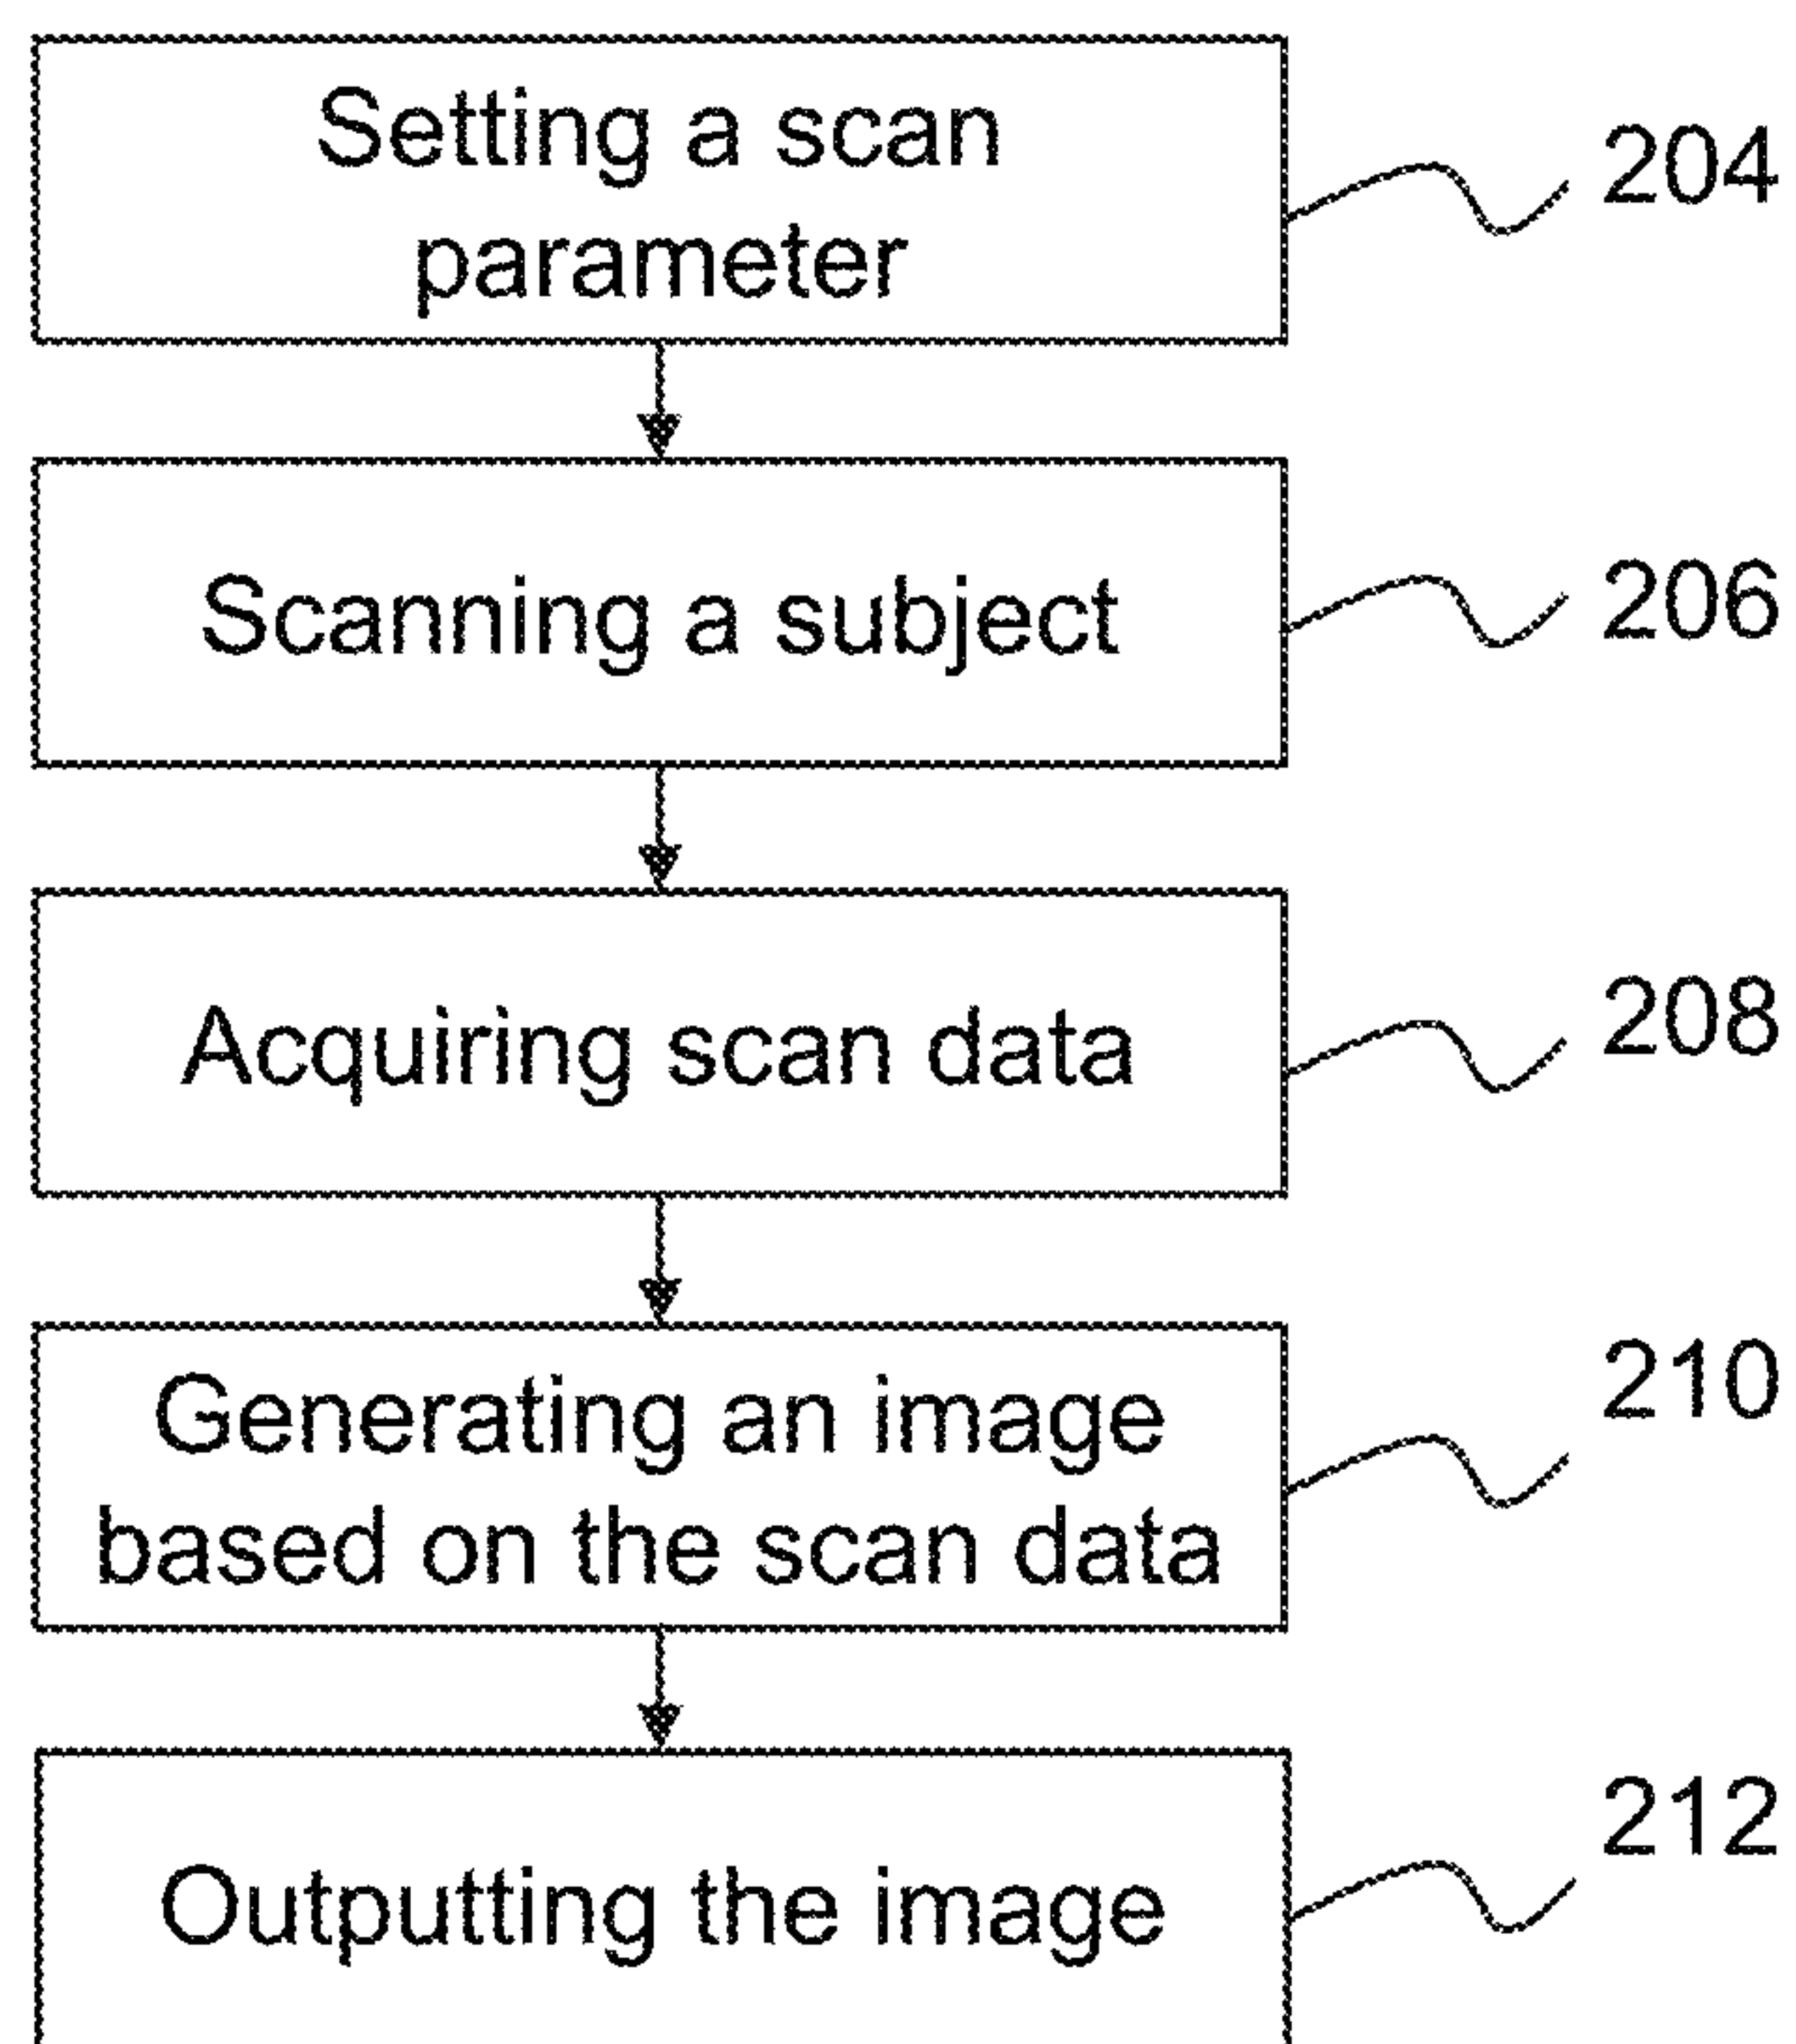 Setting a scan
parameter
204
Scanning a subject
206
Acquiring scan data
208
Generating an image
based on the scan data
210
Outputting the image
212